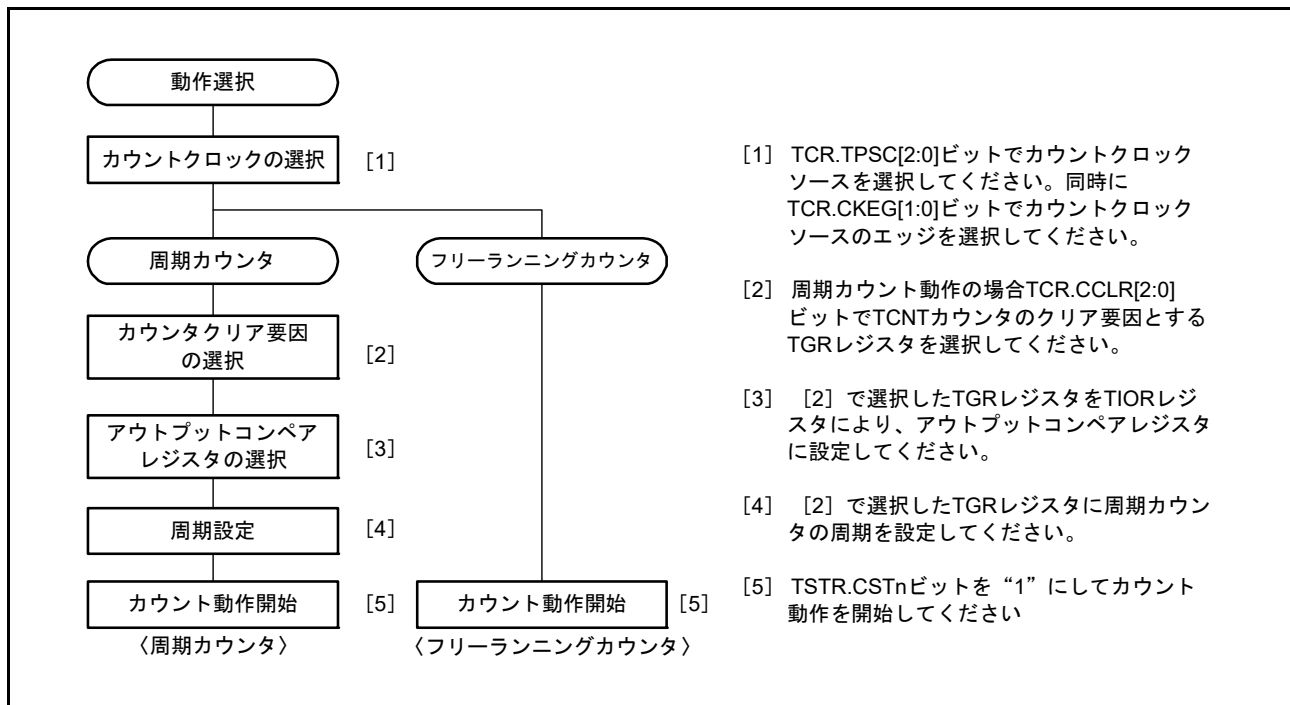 動作選択
カウントクロックの選択 [1]
周期カウンタ
フリーランニングカウンタ
カウンタクリア要因
の選択 [2]
アウトプットコンペア
レジスタの選択 [3]
周期設定 [4]
カウント動作開始 [5]
〈周期カウンタ〉
カウント動作開始 [5]
〈フリーランニングカウンタ〉
[1] TCR.TPSC[2:0]ビットでカウントクロック
ソースを選択してください。同時に
TCR.CKEG[1:0]ビットでカウントクロック
ソースのエッジを選択してください。
[2] 周期カウント動作の場合TCR.CCLR[2:0]
ビットでTCNTカウンタのクリア要因とする
TGRレジスタを選択してください。
[3] [2]で選択したTGRレジスタをTIORレジ
スタにより、アウトプットコンペアレジスタ
に設定してください。
[4] [2]で選択したTGRレジスタに周期カウン
タの周期を設定してください。
[5] TSTR.CSTnビットを“1”にしてカウント
動作を開始してください